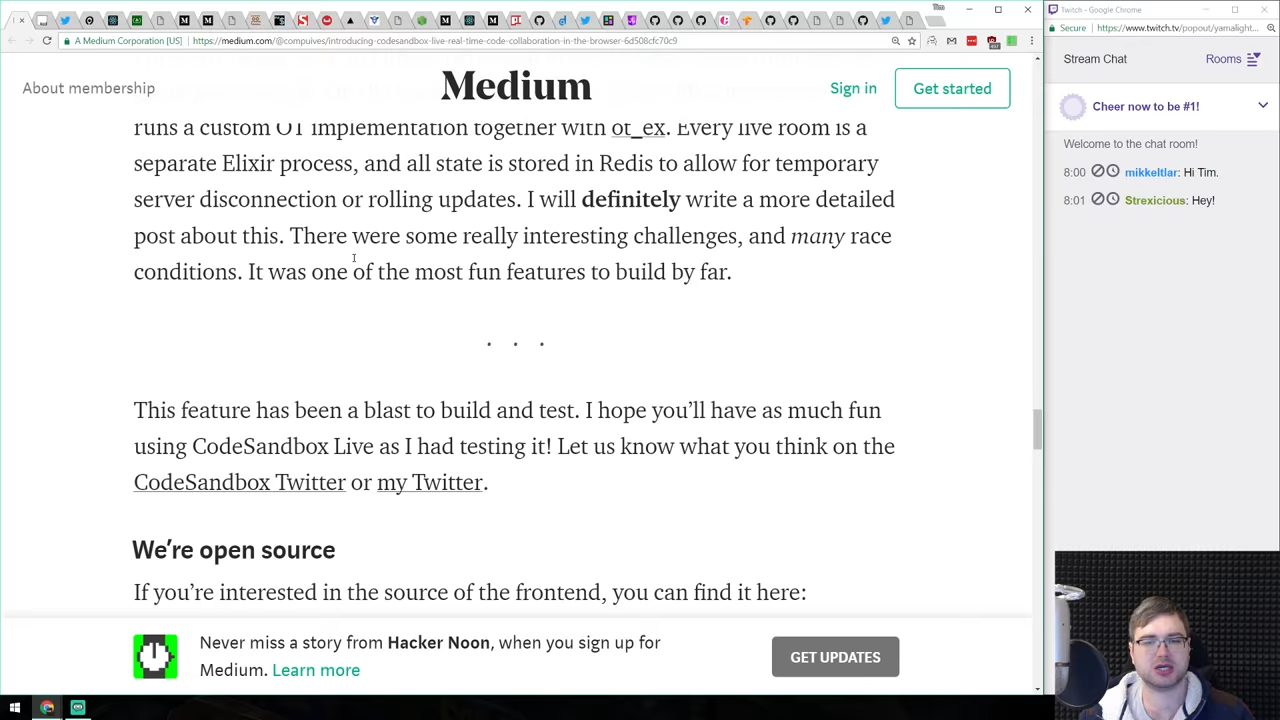 A Medium Corporation [US]
https://medium.com/@compuives/introducing-codesandbox-live-real-time-code-collaboration-in-the-browser-6d508cfc70c9
About membership
Medium
Sign in
Get started
runs a custom OT implementation together with ot_ex. Every live room is a
separate Elixir process, and all state is stored in Redis to allow for temporary
server disconnection or rolling updates. I will definitely write a more detailed
post about this. There were some really interesting challenges, and many race
conditions. It was one of the most fun features to build by far.
. . .
This feature has been a blast to build and test. I hope you’ll have as much fun
using CodeSandbox Live as I had testing it! Let us know what you think on the
CodeSandbox Twitter or my Twitter.
We’re open source
If you’re interested in the source of the frontend, you can find it here:
Never miss a story from Hacker Noon, when you sign up for
Medium. Learn more
GET UPDATES
Twitch - Google Chrome
Secure
https://www.twitch.tv/popout/yamalight...
Stream Chat
Rooms
Cheer now to be #1!
Welcome to the chat room!
8:00 mikkeltlar: Hi Tim.
8:01 Strexicious: Hey!